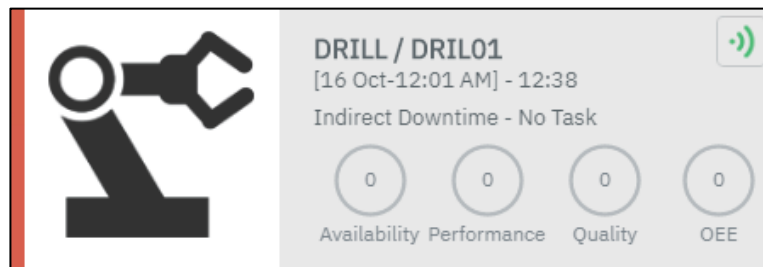 DRILL / DRIL01
[16 Oct-12:01 AM] - 12:38
Indirect Downtime - No Task
0 0 0 0
Availability Performance Quality OEE